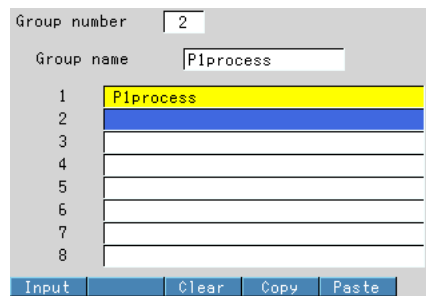 Group number 2
Group name P1process
1 P1process
2
3
4
5
6
7
8
Input Clear Copy Paste